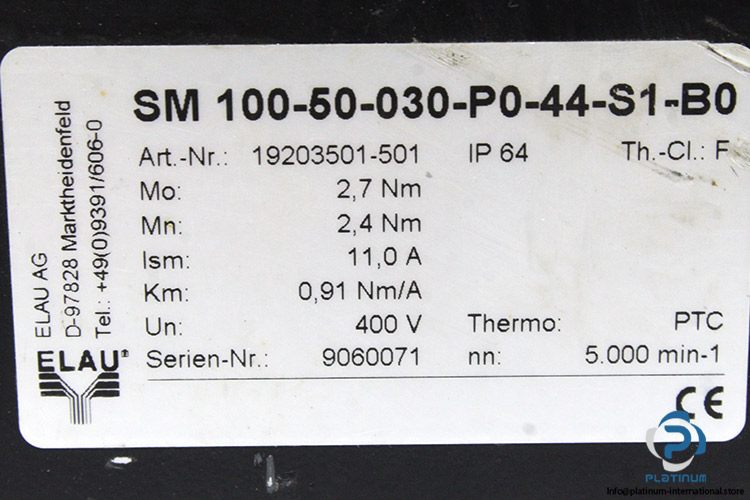 SM 100-50-030-P0-44-S1-B0
Art.-Nr.: 19203501-501 IP 64 Th.-Cl.: F
Mo: 2,7 Nm
Mn: 2,4 Nm
Ism: 11,0 A
Km: 0,91 Nm/A
Un: 400 V Thermo: PTC
Serien-Nr.: 9060071 nn: 5.000 min-1
ELAU AG
D-97828 Marktheidenfeld
Tel.: +49(0)9391/606-0
ELAU
CE
PLATINUM
Info@platinum-international.store